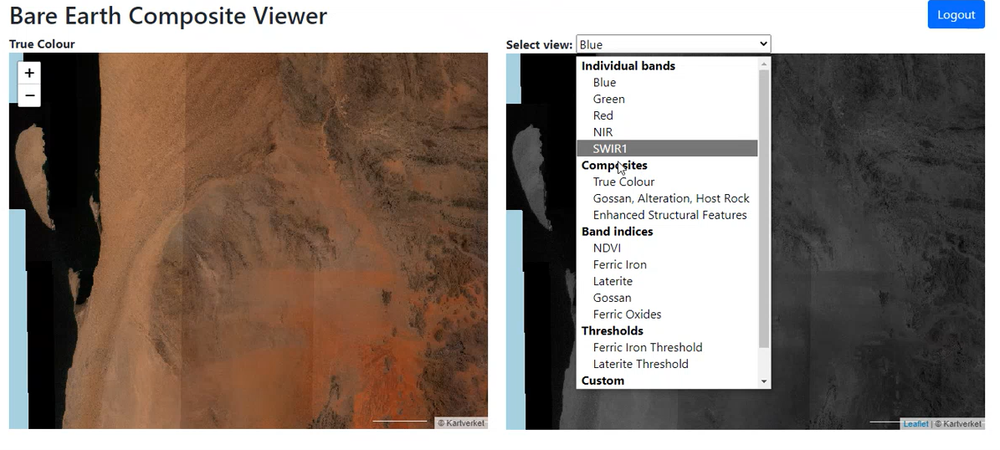 Bare Earth Composite Viewer
Logout
True Colour
Select view: Blue
+
−
Individual bands
Blue
Green
Red
NIR
SWIR1
Composites
True Colour
Gossan, Alteration, Host Rock
Enhanced Structural Features
Band indices
NDVI
Ferric Iron
Laterite
Gossan
Ferric Oxides
Thresholds
Ferric Iron Threshold
Laterite Threshold
Custom
© Kartverket
Leaflet | © Kartverket